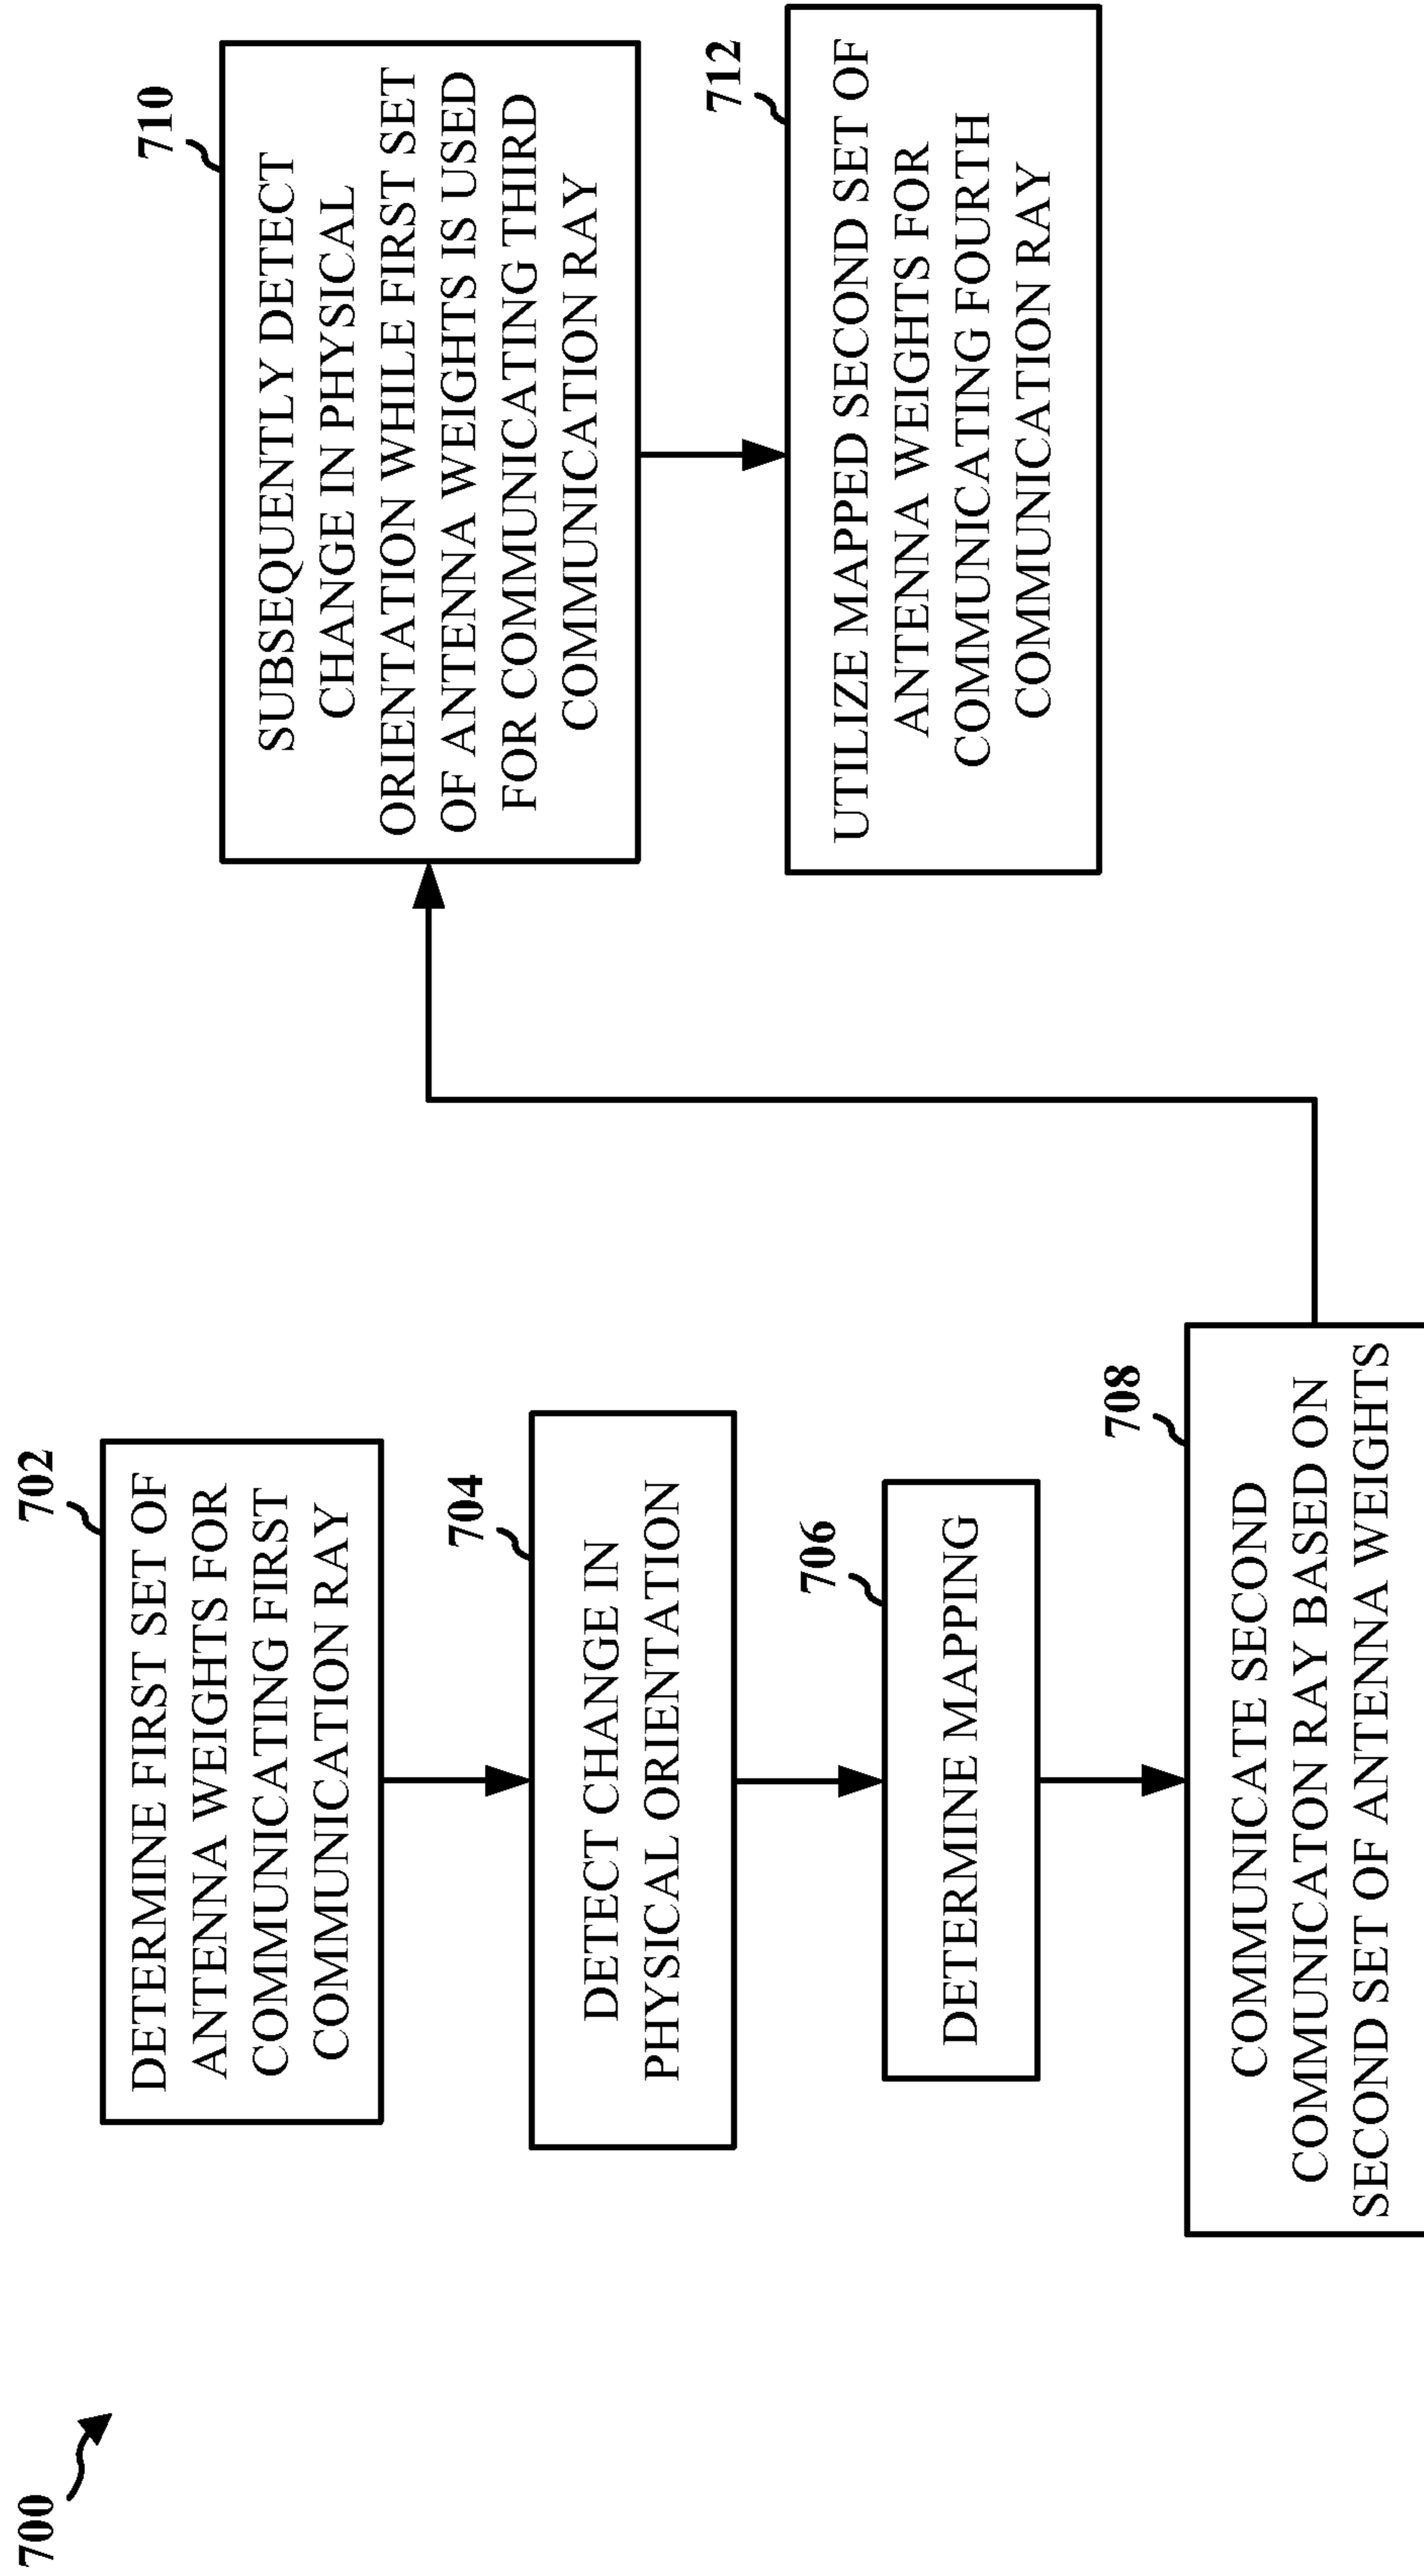 700
702
DETERMINE FIRST SET OF
ANTENNA WEIGHTS FOR
COMMUNICATING FIRST
COMMUNICATION RAY
704
DETECT CHANGE IN
PHYSICAL ORIENTATION
706
DETERMINE MAPPING
708
COMMUNICATE SECOND
COMMUNICATON RAY BASED ON
SECOND SET OF ANTENNA WEIGHTS
710
SUBSEQUENTLY DETECT
CHANGE IN PHYSICAL
ORIENTATION WHILE FIRST SET
OF ANTENNA WEIGHTS IS USED
FOR COMMUNICATING THIRD
COMMUNICATION RAY
712
UTILIZE MAPPED SECOND SET OF
ANTENNA WEIGHTS FOR
COMMUNICATING FOURTH
COMMUNICATION RAY